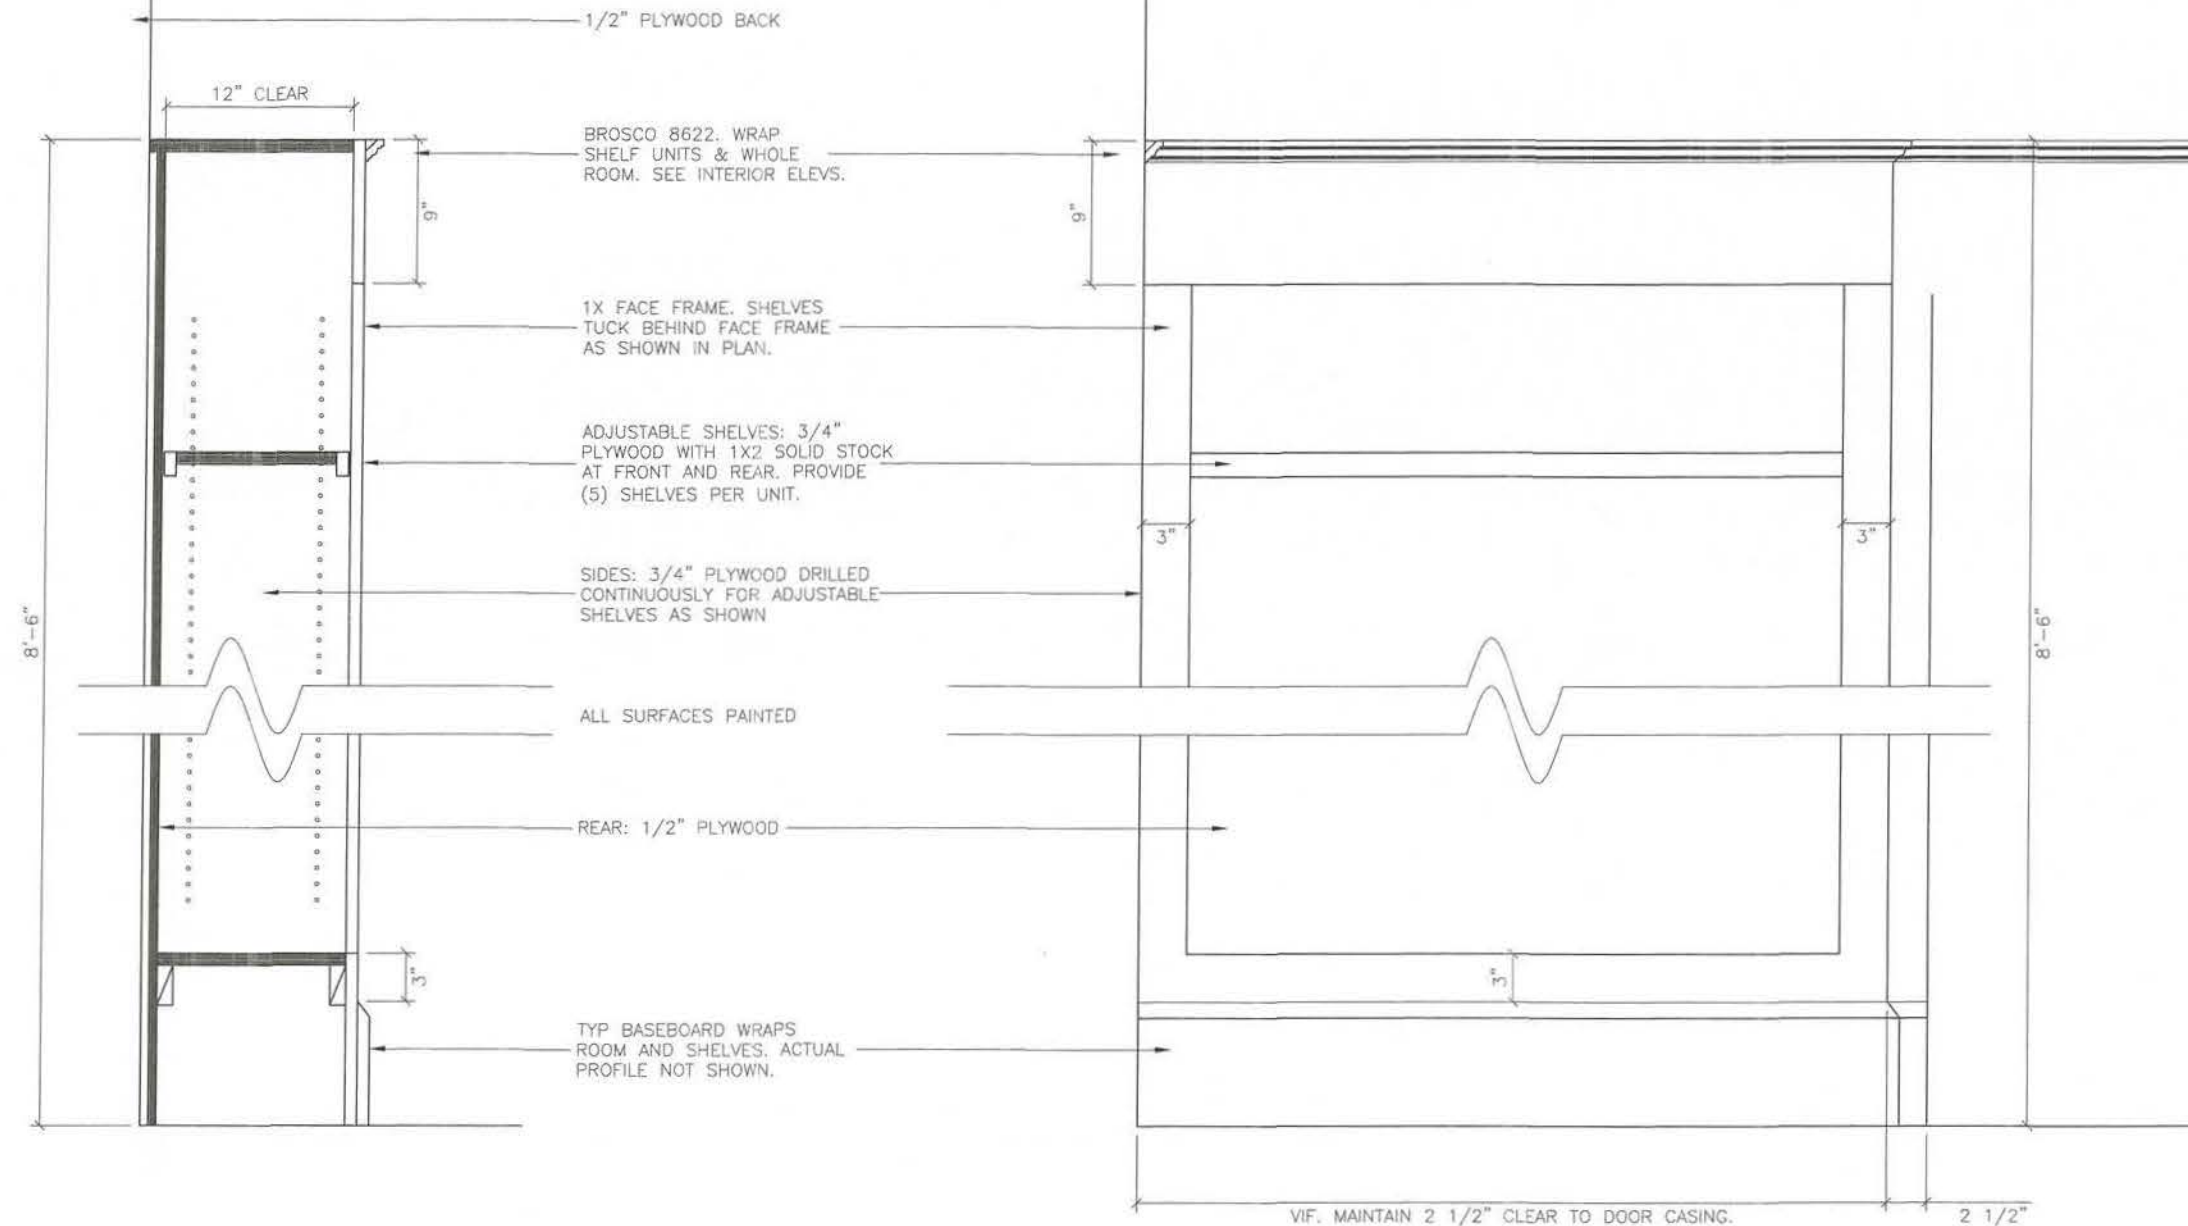 1/2" PLYWOOD BACK
12" CLEAR
BROSCO 8622. WRAP
SHELF UNITS & WHOLE
ROOM. SEE INTERIOR ELEVS.
9"
9"
1X FACE FRAME. SHELVES
TUCK BEHIND FACE FRAME
AS SHOWN IN PLAN.
ADJUSTABLE SHELVES: 3/4"
PLYWOOD WITH 1X2 SOLID STOCK
AT FRONT AND REAR. PROVIDE
(5) SHELVES PER UNIT.
3"
3"
SIDES: 3/4" PLYWOOD DRILLED
CONTINUOUSLY FOR ADJUSTABLE
SHELVES AS SHOWN
8'-6"
8'-6"
ALL SURFACES PAINTED
REAR: 1/2" PLYWOOD
3"
3"
TYP BASEBOARD WRAPS
ROOM AND SHELVES. ACTUAL
PROFILE NOT SHOWN.
VIF. MAINTAIN 2 1/2" CLEAR TO DOOR CASING.
2 1/2"